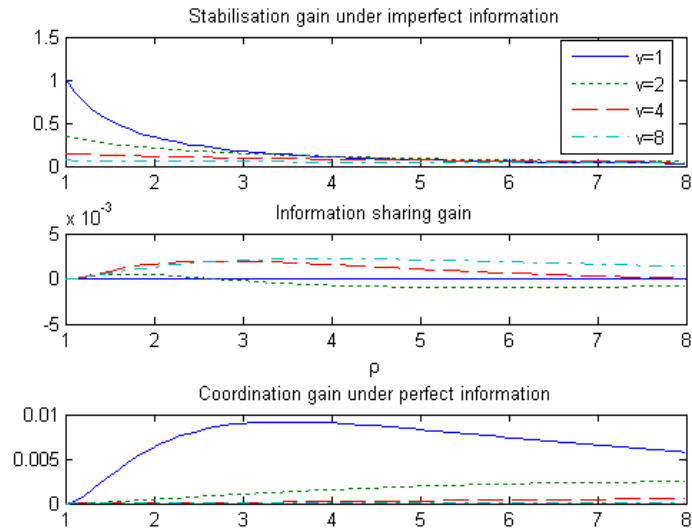 Stabilisation gain under imperfect information
1.5
1
0.5
0
v=1
v=2
v=4
v=8
1 2 3 4 5 6 7 8
x 10^-3
Information sharing gain
5
0
-5
1 2 3 4 5 6 7 8
ρ
Coordination gain under perfect information
0.01
0.005
0
1 2 3 4 5 6 7 8